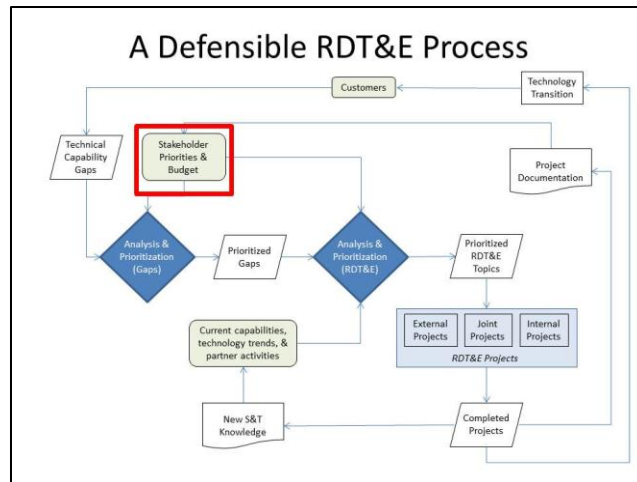 A Defensible RDT&E Process
Customers
Technology
Transition
Technical
Capability
Gaps
Stakeholder
Priorities &
Budget
Project
Documentation
Analysis &
Prioritization
(Gaps)
Prioritized
Gaps
Analysis &
Prioritization
(RDT&E)
Prioritized
RDT&E
Topics
Current capabilities,
technology trends, &
partner activities
External
Projects
Joint
Projects
Internal
Projects
RDT&E Projects
New S&T
Knowledge
Completed
Projects